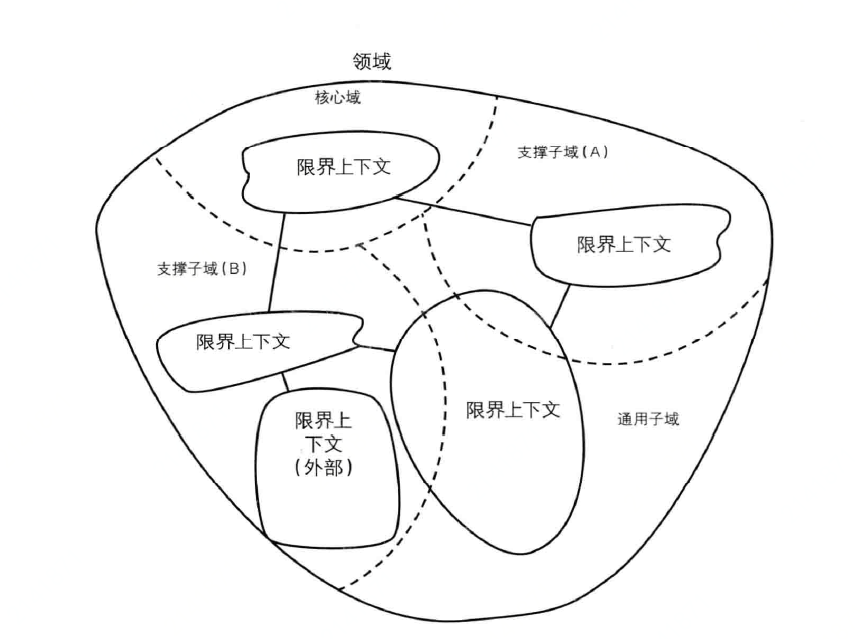 领域
核心域
限界上下文
支撑子域(A)
限界上下文
支撑子域(B)
限界上下文
限界上下文
通用子域
限界上
下文
(外部)